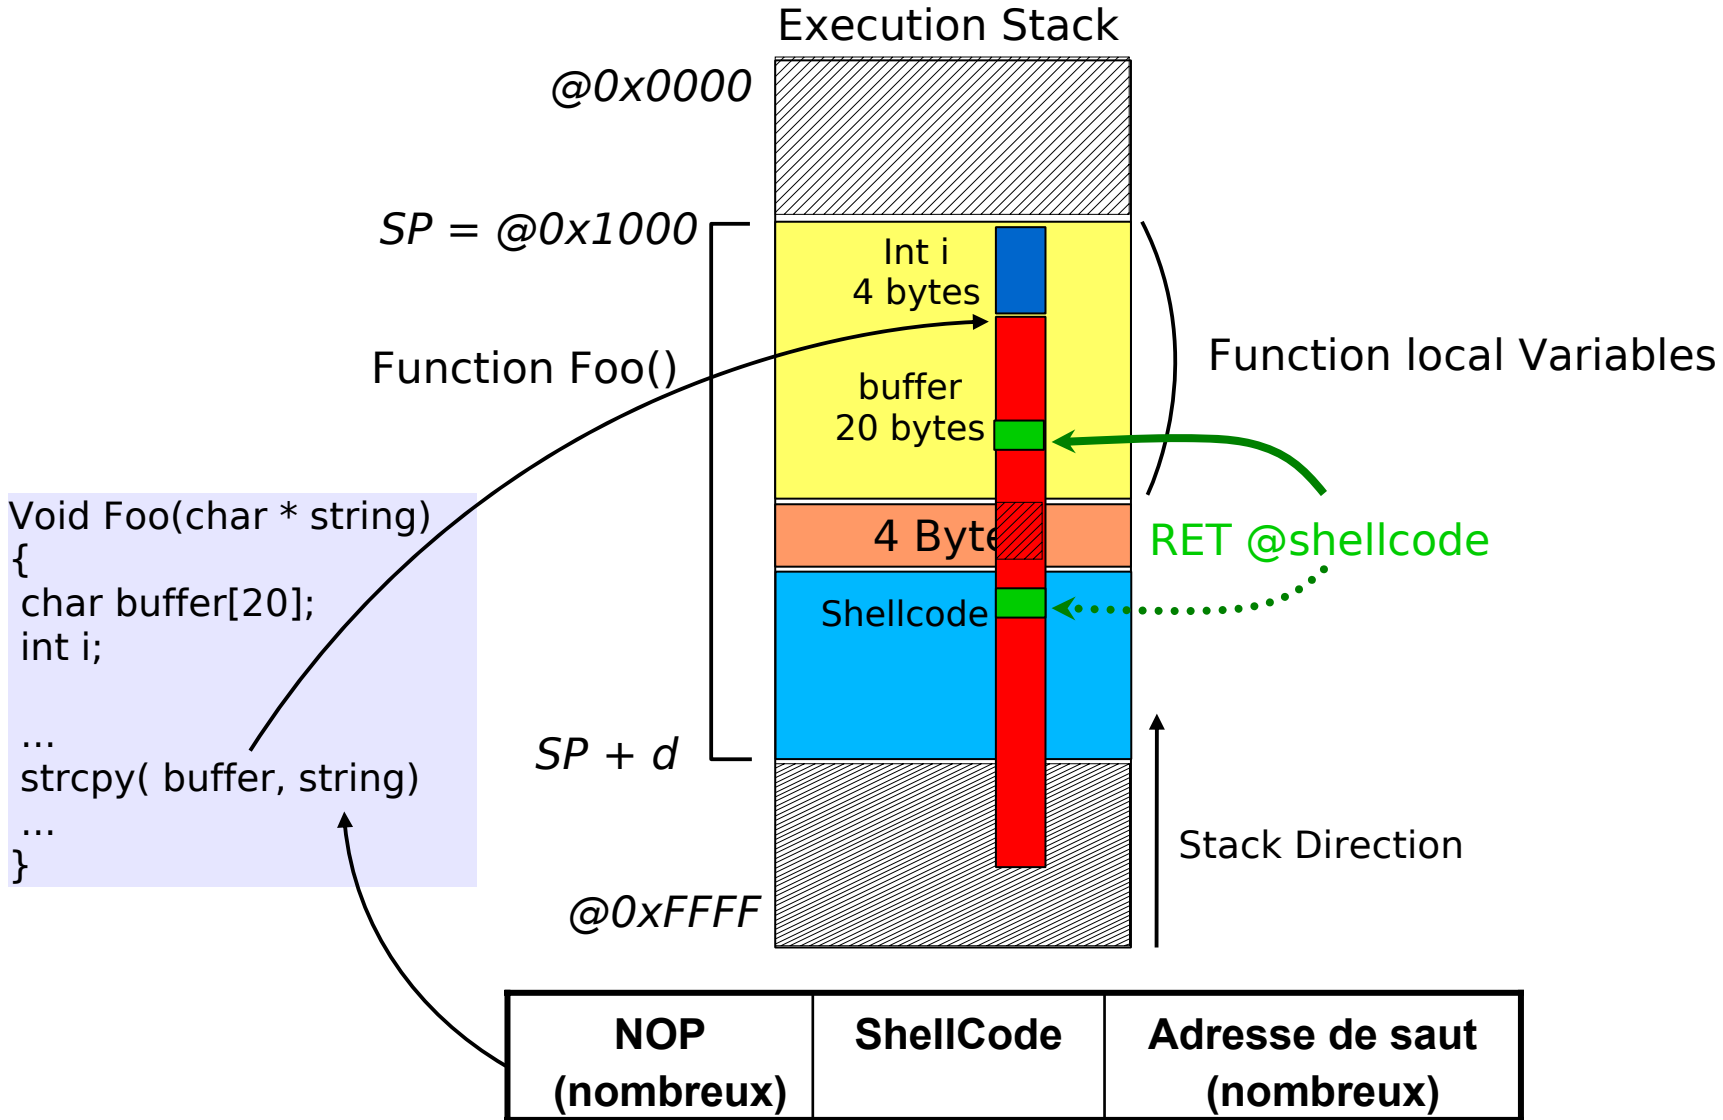 Execution Stack
@0x0000
SP = @0x1000
Int i
4 bytes
Function Foo()
Function local Variables
buffer
20 bytes
Void Foo(char * string)
{
char buffer[20];
int i;
...
strcpy( buffer, string)
...
}
4 Byte
RET @shellcode
Shellcode
SP + d
Stack Direction
@0xFFFF
NOP
(nombreux)
ShellCode
Adresse de saut
(nombreux)